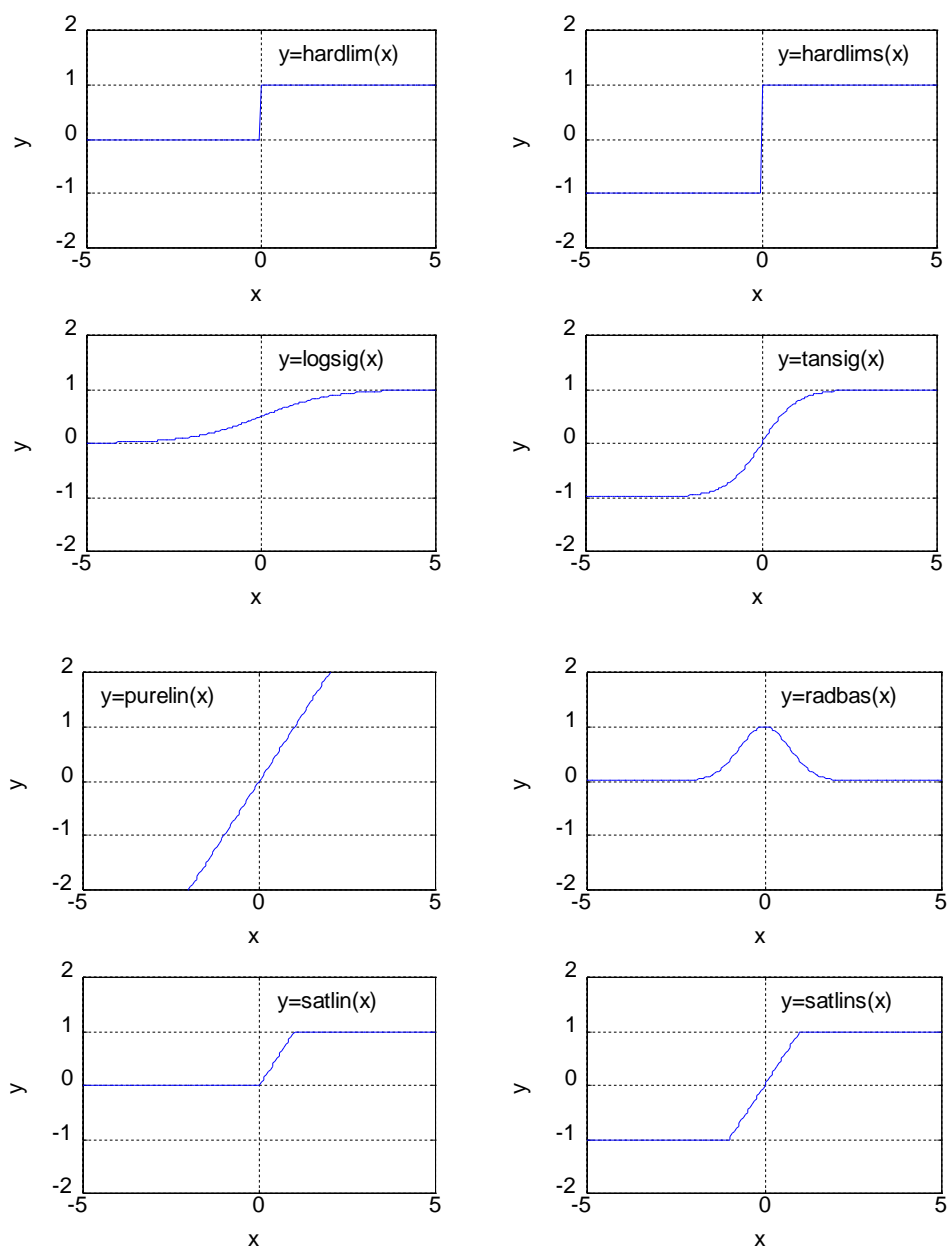 y=hardlim(x)
2
1
0
-1
-2
y
-5 0 5
x
y=hardlims(x)
2
1
0
-1
-2
y
-5 0 5
x
y=logsig(x)
2
1
0
-1
-2
y
-5 0 5
x
y=tansig(x)
2
1
0
-1
-2
y
-5 0 5
x
y=purelin(x)
2
1
0
-1
-2
y
-5 0 5
x
y=radbas(x)
2
1
0
-1
-2
y
-5 0 5
x
y=satlin(x)
2
1
0
-1
-2
y
-5 0 5
x
y=satlins(x)
2
1
0
-1
-2
y
-5 0 5
x